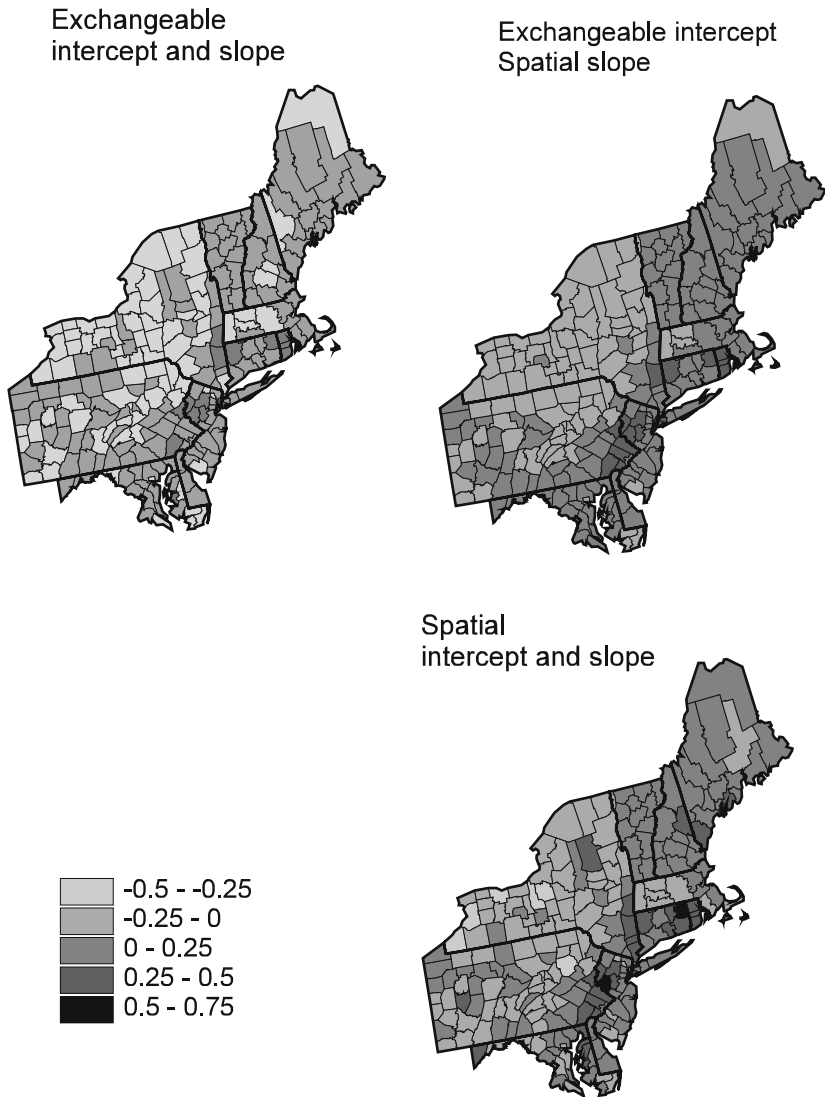 Exchangeable
intercept and slope
Exchangeable intercept
Spatial slope
Spatial
intercept and slope
-0.5 - -0.25
-0.25 - 0
0 - 0.25
0.25 - 0.5
0.5 - 0.75